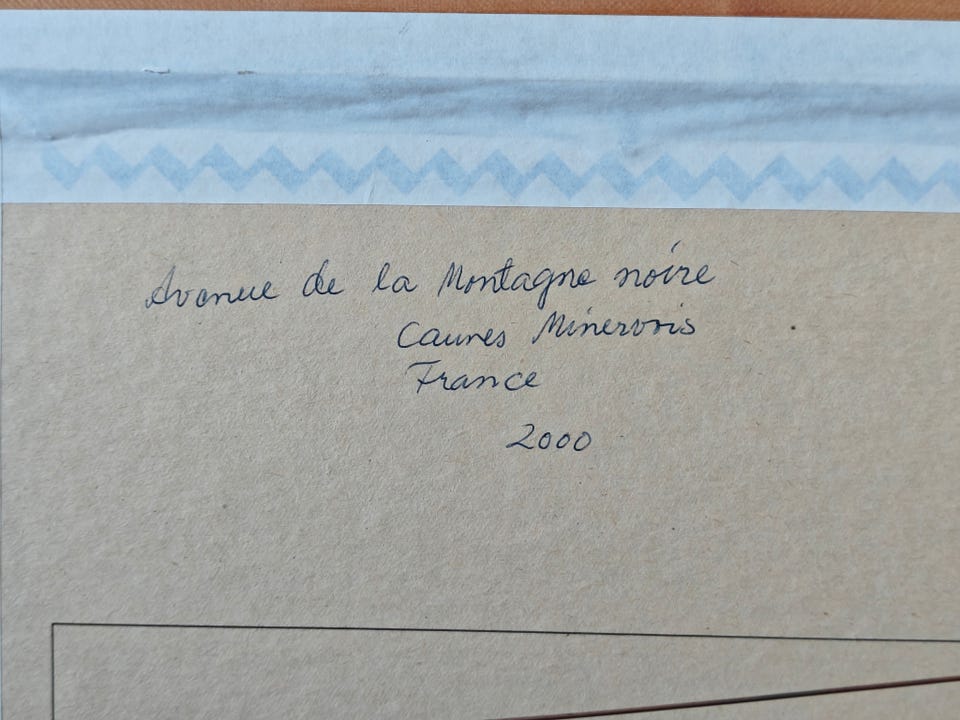 Avenue de la Montagne noire
Caunes Minervois
France
2000